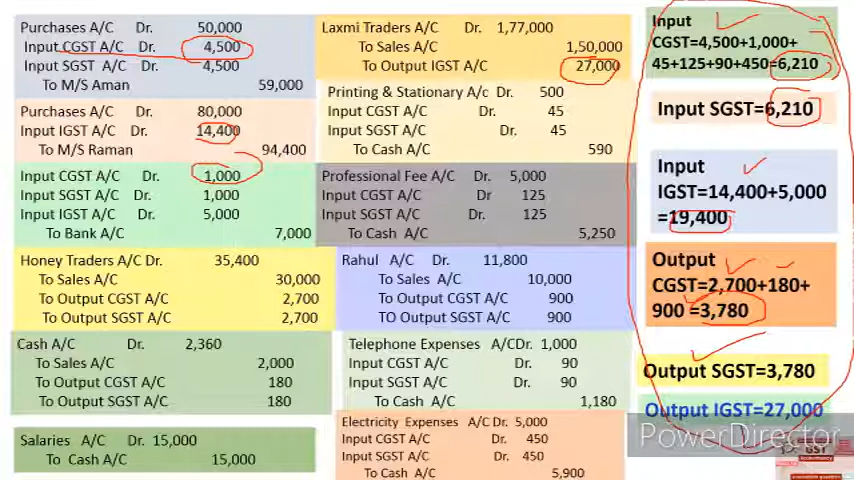 Purchases A/C Dr. 50,000
Input CGST A/C Dr. 4,500
Input SGST A/C Dr. 4,500
To M/S Aman 59,000
Purchases A/C Dr. 80,000
Input IGST A/C Dr. 14,400
To M/S Raman 94,400
Input CGST A/C Dr. 1,000
Input SGST A/C Dr. 1,000
Input IGST A/C Dr. 5,000
To Bank A/C 7,000
Honey Traders A/C Dr. 35,400
To Sales A/C 30,000
To Output CGST A/C 2,700
To Output SGST A/C 2,700
Cash A/C Dr. 2,360
To Sales A/C 2,000
To Output CGST A/C 180
To Output SGST A/C 180
Salaries A/C Dr. 15,000
To Cash A/C 15,000
Laxmi Traders A/C Dr. 1,77,000
To Sales A/C 1,50,000
To Output IGST A/C 27,000
Printing & Stationary A/c Dr. 500
Input CGST A/C Dr. 45
Input SGST A/C Dr. 45
To Cash A/C 590
Professional Fee A/C Dr. 5,000
Input CGST A/C Dr 125
Input SGST A/C Dr. 125
To Cash A/C 5,250
Rahul A/C Dr. 11,800
To Sales A/C 10,000
To Output CGST A/C 900
TO Output SGST A/C 900
Telephone Expenses A/CDr. 1,000
Input CGST A/C Dr. 90
Input SGST A/C Dr. 90
To Cash A/C 1,180
Electricity Expenses A/C Dr. 5,000
Input CGST A/C Dr. 450
Input SGST A/C Dr. 450
To Cash A/C 5,900
Input
CGST=4,500+1,000+
45+125+90+450=6,210
Input SGST=6,210
Input
IGST=14,400+5,000
=19,400
Output
CGST=2,700+180+
900 =3,780
Output SGST=3,780
Output IGST=27,000
PowerDirector
GST